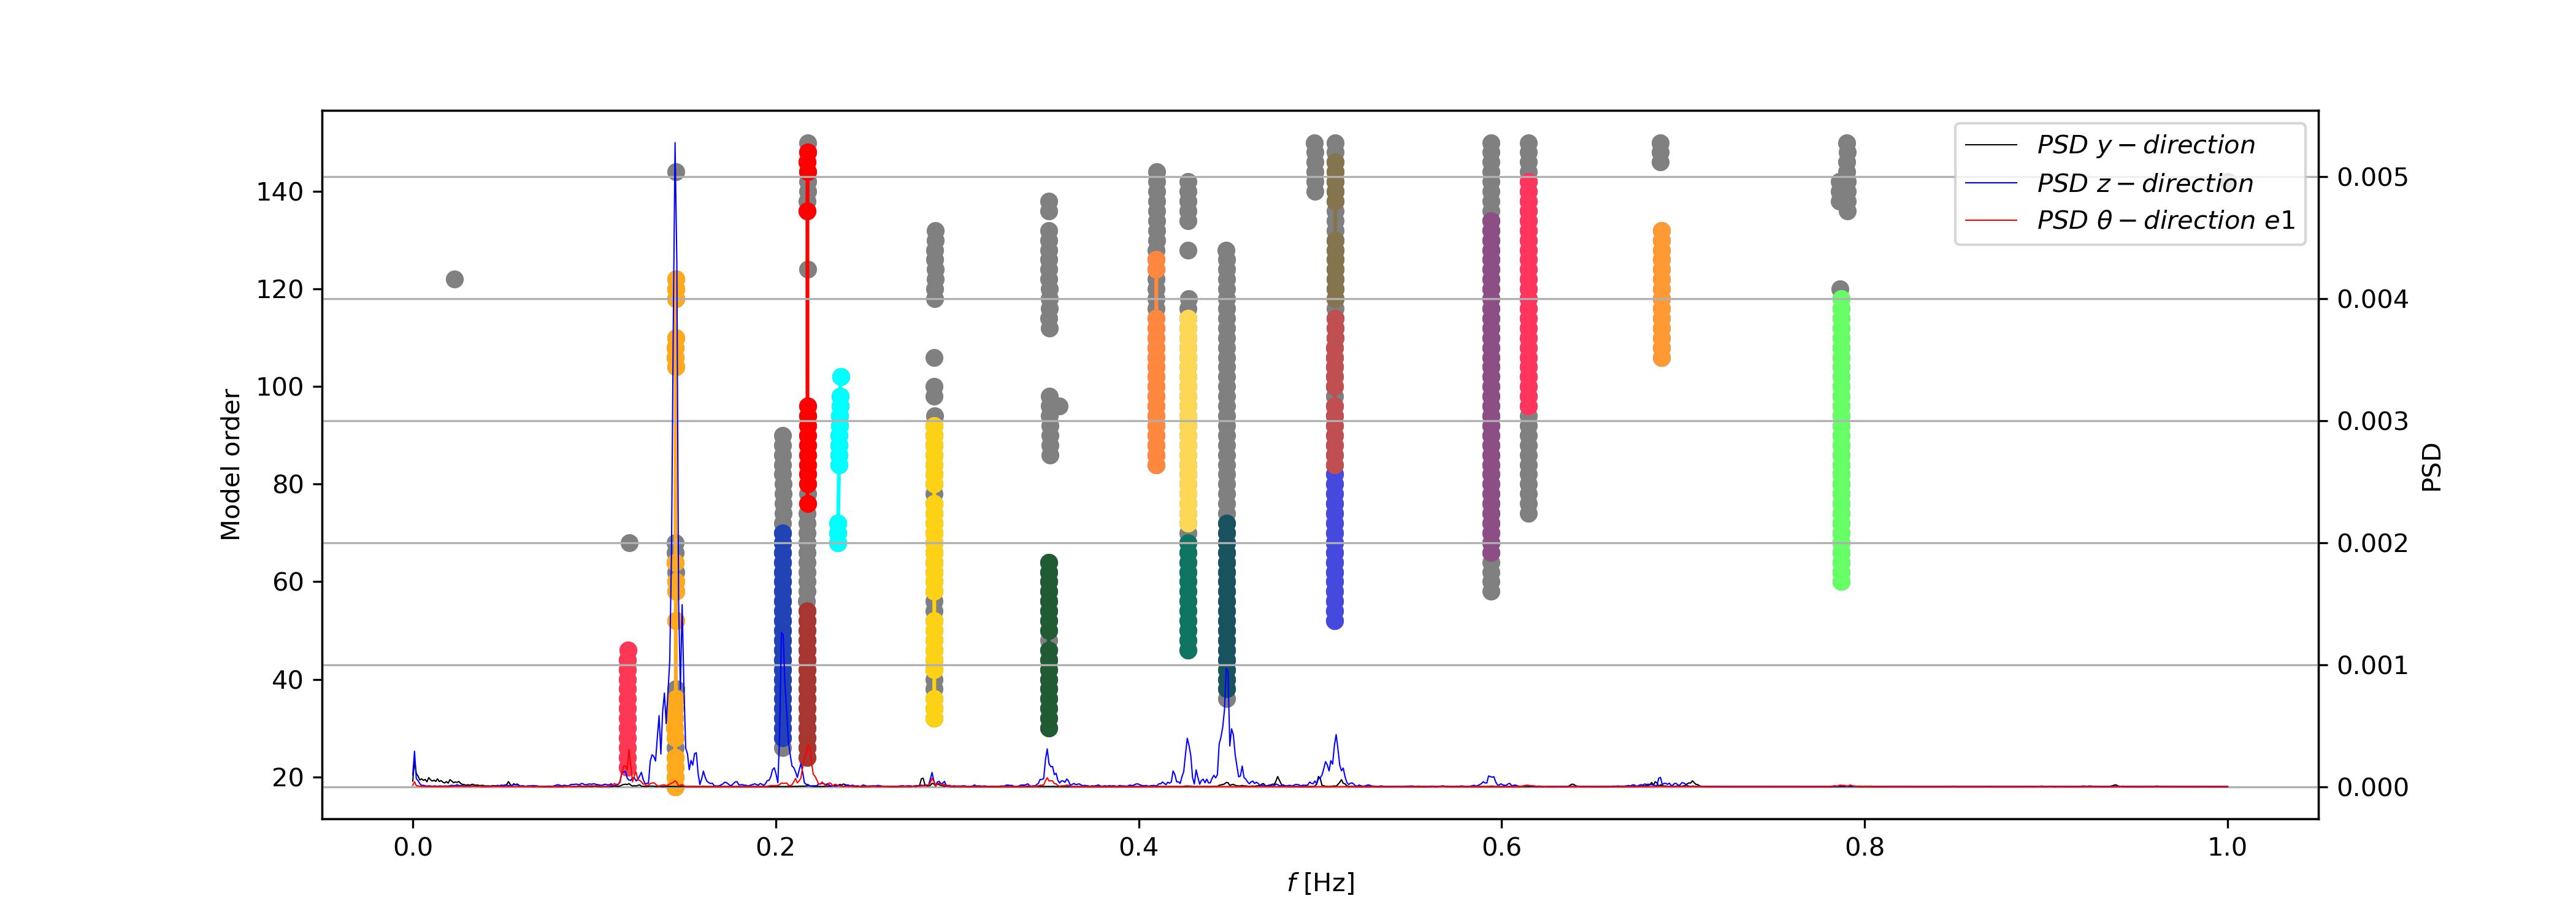 PSD y − direction
PSD z − direction
PSD θ − direction e1
Model order
140
120
100
80
60
40
20
0.005
0.004
0.003
0.002
0.001
0.000
PSD
0.0 0.2 0.4 0.6 0.8 1.0
f [Hz]